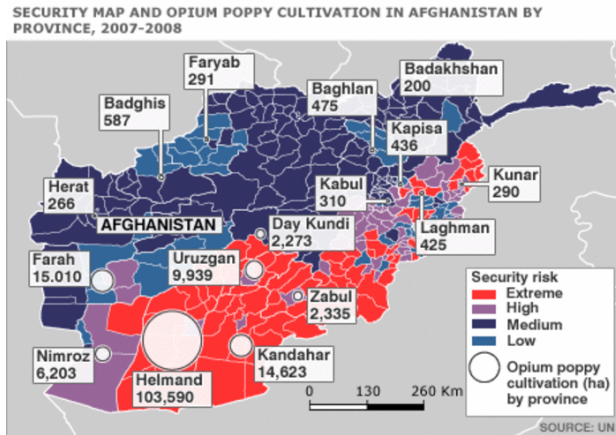 SECURITY MAP AND OPIUM POPPY CULTIVATION IN AFGHANISTAN BY
PROVINCE, 2007-2008
Faryab
291
Badakhshan
200
Baghlan
475
Badghis
587
Kapisa
436
Kunar
290
Herat
266
Kabul
310
AFGHANISTAN
Day Kundi
2,273
Laghman
425
Farah
15.010
Uruzgan
9,939
Zabul
2,335
Nimroz
6,203
Helmand
103,590
Kandahar
14,623
Security risk
Extreme
High
Medium
Low
Opium poppy
cultivation (ha)
by province
0 130 260 Km
SOURCE: UN